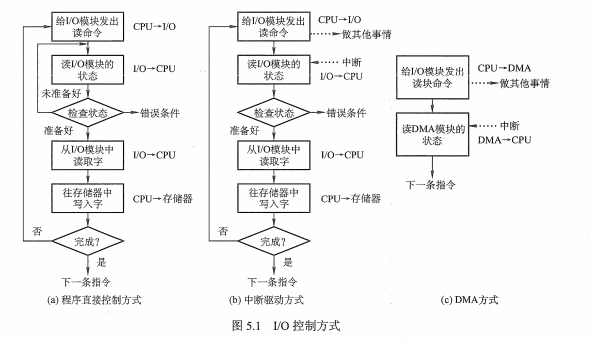 给I/O模块发出
读命令
CPU→I/O
读I/O模块的
状态
I/O→CPU
未准备好
检查状态
错误条件
准备好
从I/O模块中
读取字
I/O→CPU
往存储器中
写入字
CPU→存储器
否
完成?
是
下一条指令
(a) 程序直接控制方式
给I/O模块发出
读命令
CPU→I/O
做其他事情
读I/O模块的
状态
中断
I/O→CPU
检查状态
错误条件
准备好
从I/O模块中
读取字
I/O→CPU
往存储器中
写入字
CPU→存储器
否
完成?
是
下一条指令
(b) 中断驱动方式
给I/O模块发出
读块命令
CPU→DMA
做其他事情
读DMA模块的
状态
中断
DMA→CPU
下一条指令
(c) DMA方式
图 5.1 I/O 控制方式